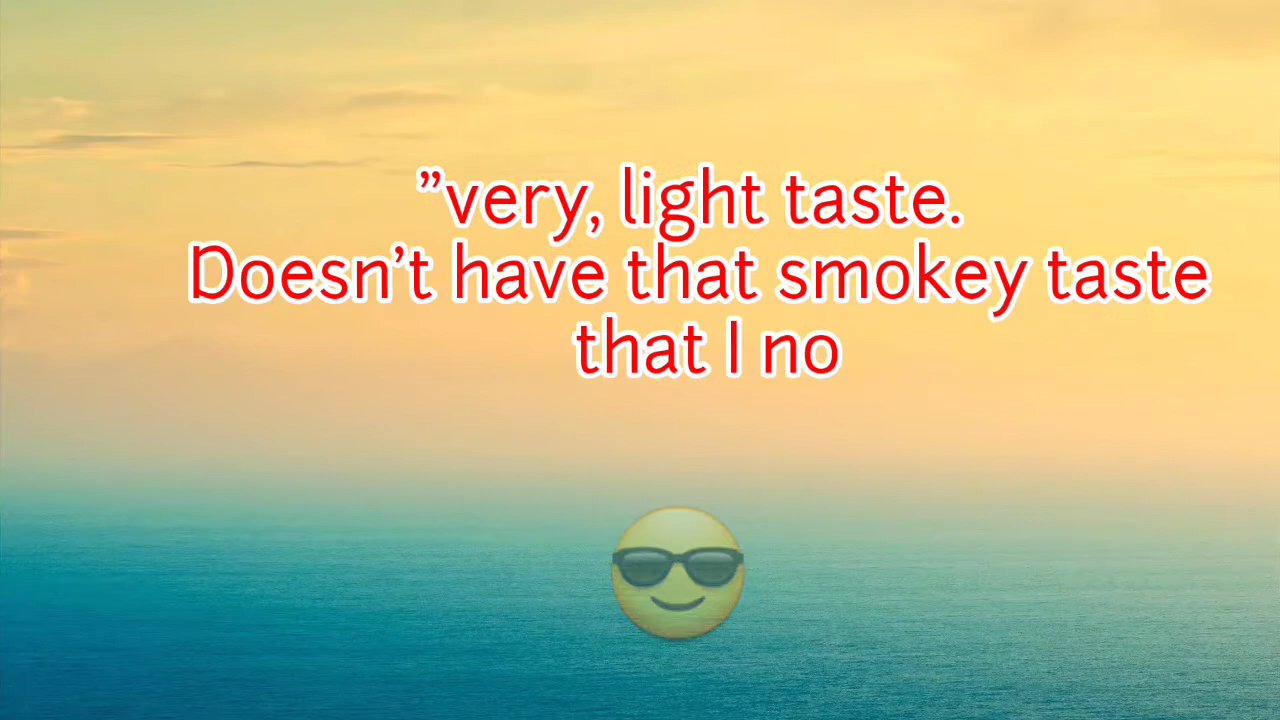 ”very, light taste.
Doesn’t have that smokey taste
that I no